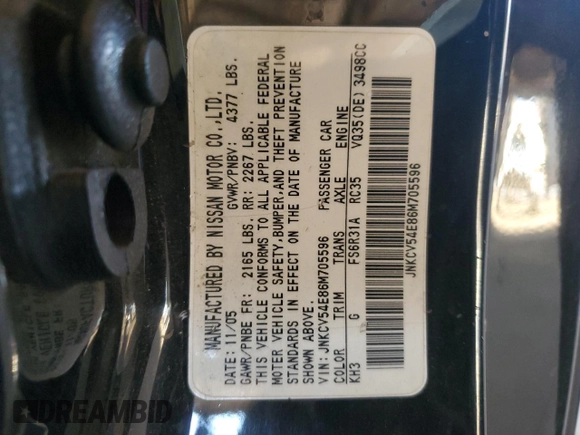 MANUFACTURED BY NISSAN MOTOR CO.,LTD.
DATE: 11/05 GVWR/PNBV: 4377 LBS.
GAWR/PNBE FR: 2165 LBS. RR: 2267 LBS.
THIS VEHICLE CONFORMS TO ALL APPLICABLE FEDERAL
MOTOR VEHICLE SAFETY,BUMPER,AND THEFT PREVENTION
STANDARDS IN EFFECT ON THE DATE OF MANUFACTURE
SHOWN ABOVE.
VIN: JNKCV54E86M705596 PASSENGER CAR
COLOR TRIM TRANS AXLE ENGINE
KH3 G FS6R31A RC35 VQ35(DE) 3498CC
JNKCV54E86M705596
DREAMBID